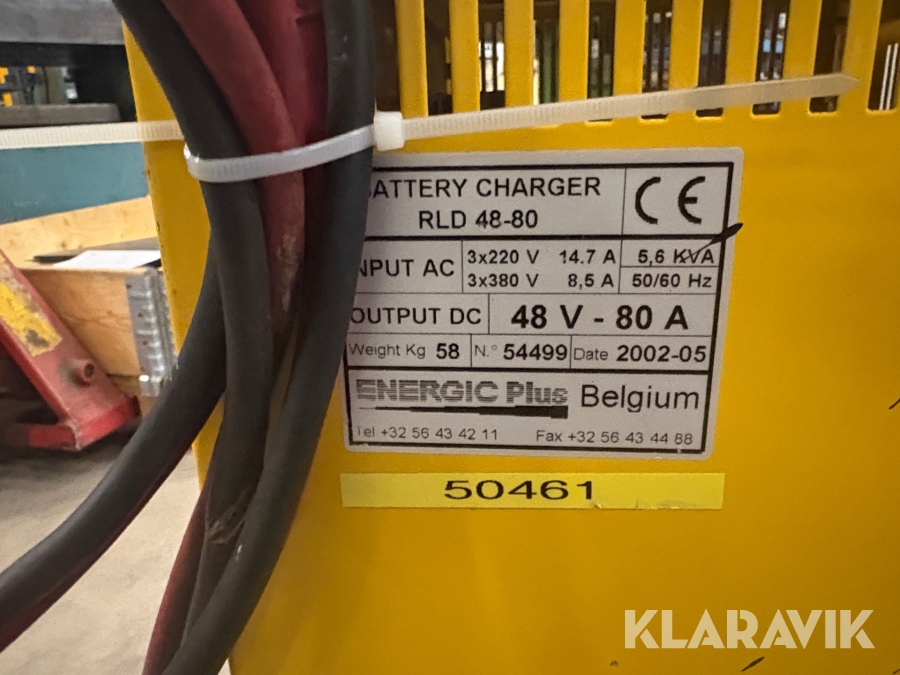 BATTERY CHARGER
RLD 48-80
CE
INPUT AC
3x220 V 14.7 A
3x380 V 8,5 A
5,6 KVA
50/60 Hz
OUTPUT DC
48 V - 80 A
Weight Kg 58
N.° 54499
Date 2002-05
ENERGIC Plus Belgium
Tel +32 56 43 42 11 Fax +32 56 43 44 88
50461
KLARAVIK